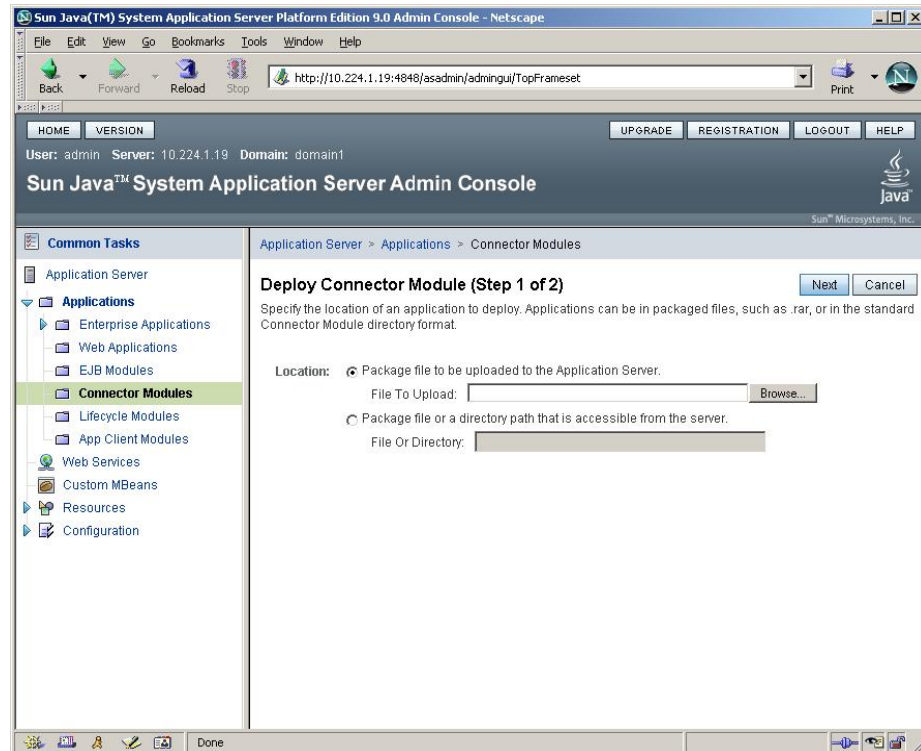 Sun Java(TM) System Application Server Platform Edition 9.0 Admin Console - Netscape
File Edit View Go Bookmarks Tools Window Help
Back Forward Reload Stop http://10.224.1.19:4848/asadmin/admingui/TopFrameset Print N
HOME VERSION UPGRADE REGISTRATION LOGOUT HELP
User: admin Server: 10.224.1.19 Domain: domain1
Sun Java™ System Application Server Admin Console
Java
Sun™ Microsystems, Inc.
Common Tasks
Application Server
Applications
Enterprise Applications
Web Applications
EJB Modules
Connector Modules
Lifecycle Modules
App Client Modules
Web Services
Custom MBeans
Resources
Configuration
Application Server > Applications > Connector Modules
Deploy Connector Module (Step 1 of 2) Next Cancel
Specify the location of an application to deploy. Applications can be in packaged files, such as .rar, or in the standard
Connector Module directory format.
Location: Package file to be uploaded to the Application Server.
File To Upload: Browse...
Package file or a directory path that is accessible from the server.
File Or Directory:
Done